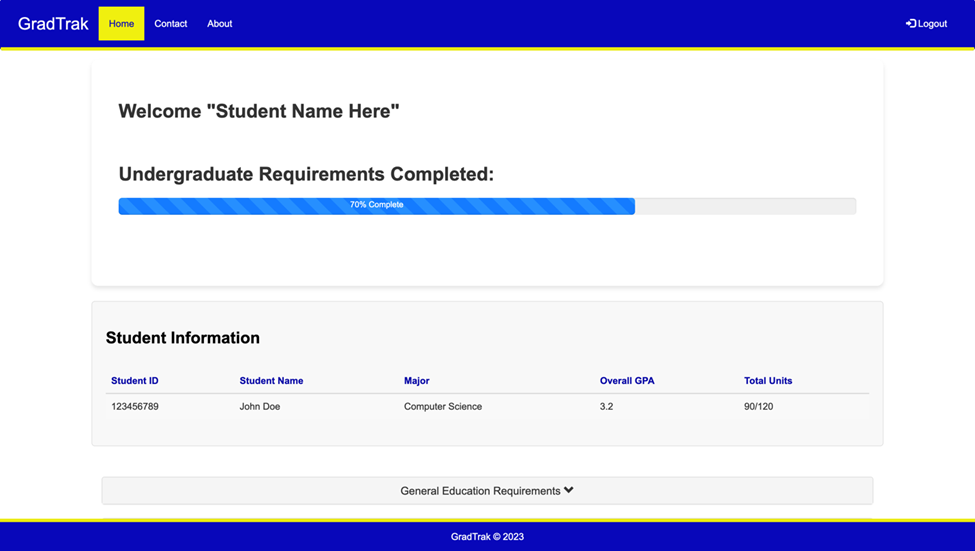 GradTrak Home Contact About Logout
Welcome "Student Name Here"
Undergraduate Requirements Completed:
70% Complete
Student Information
Student ID Student Name Major Overall GPA Total Units
123456789 John Doe Computer Science 3.2 90/120
General Education Requirements
GradTrak © 2023